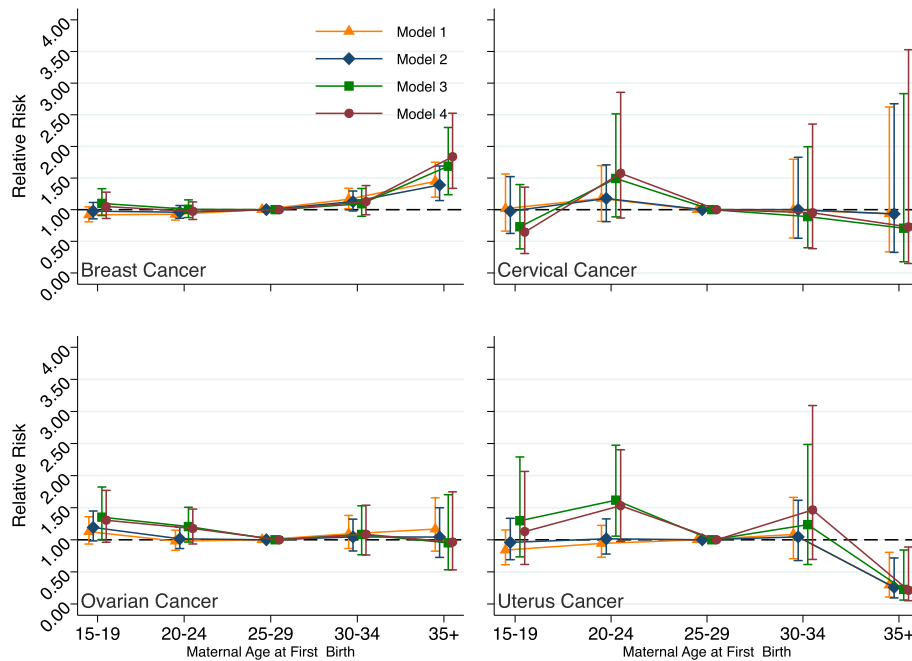 Relative Risk
4.00
3.50
3.00
2.50
2.00
1.50
1.00
0.50
0.00
Model 1
Model 2
Model 3
Model 4
Breast Cancer
Cervical Cancer
Relative Risk
4.00
3.50
3.00
2.50
2.00
1.50
1.00
0.50
0.00
Ovarian Cancer
Uterus Cancer
15-19 20-24 25-29 30-34 35+
Maternal Age at First Birth
15-19 20-24 25-29 30-34 35+
Maternal Age at First Birth